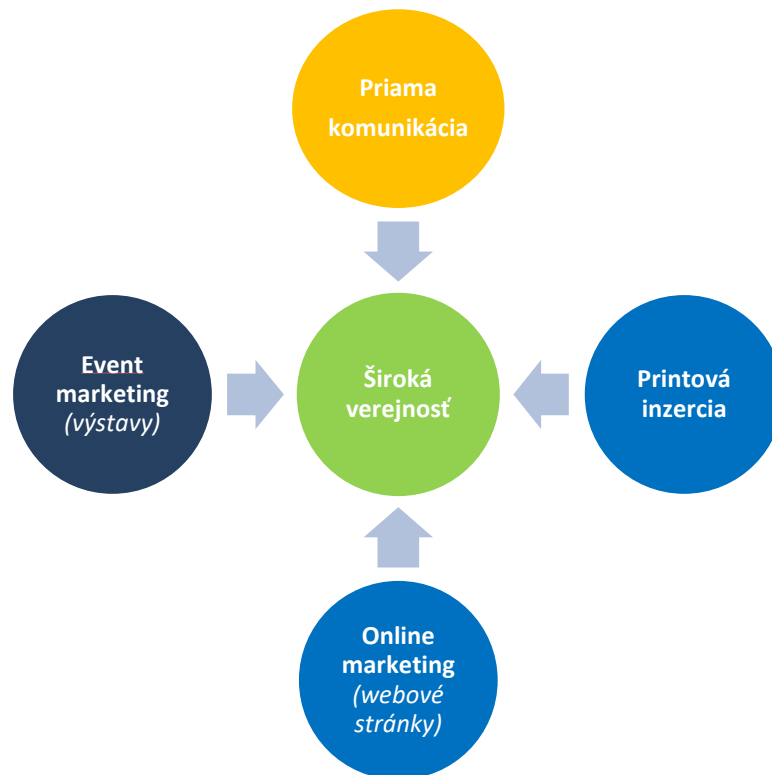 Priama
komunikácia
Event
marketing
(výstavy)
Široká
verejnosť
Printová
inzercia
Online
marketing
(webové
stránky)